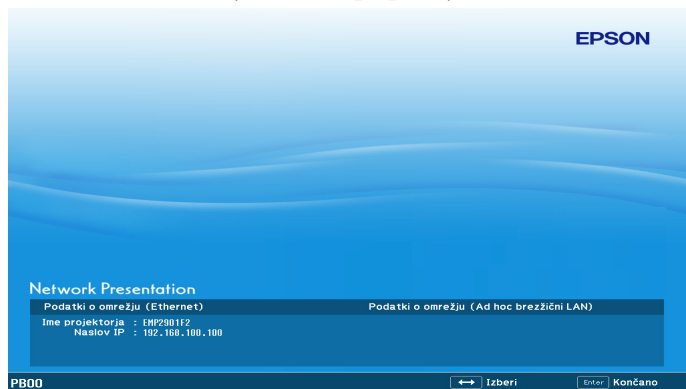 EPSON
Network Presentation
Podatki o omrežju (Ethernet)
Podatki o omrežju (Ad hoc brezžični LAN)
Ime projektorja : EMP2901F2
Naslov IP : 192.168.100.100
PB00
Izberi
Enter Končano